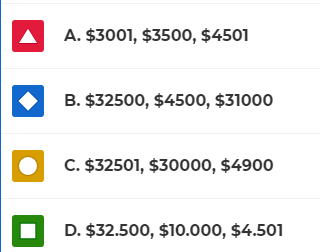 A. $3001, $3500, $4501
B. $32500, $4500, $31000
C. $32501, $30000, $4900
D. $32.500, $10.000, $4.501